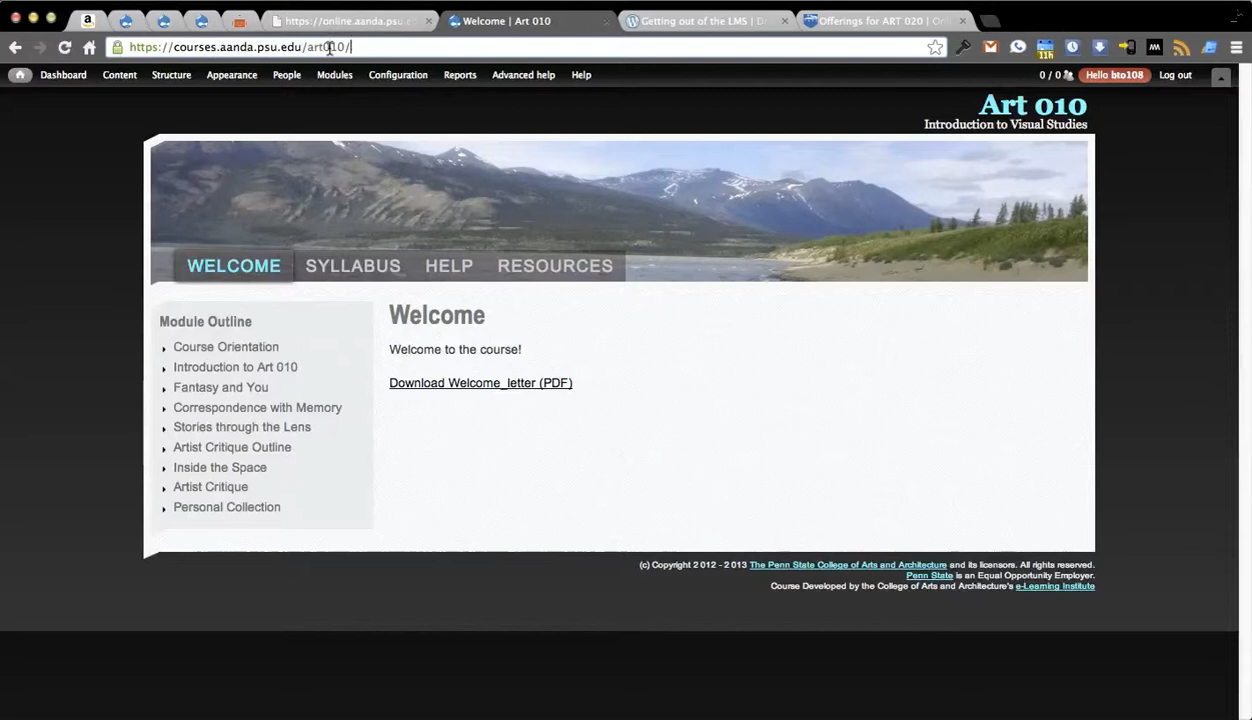 https://online.aanda.psu.e
Welcome | Art 010
Getting out of the LMS | D
Offerings for ART 020 | Onl
https://courses.aanda.psu.edu/art010/
11h
Dashboard Content Structure Appearance People Modules Configuration Reports Advanced help Help
0 / 0 Hello bto108 Log out
Art 010
Introduction to Visual Studies
WELCOME SYLLABUS HELP RESOURCES
Module Outline
Course Orientation
Introduction to Art 010
Fantasy and You
Correspondence with Memory
Stories through the Lens
Artist Critique Outline
Inside the Space
Artist Critique
Personal Collection
Welcome
Welcome to the course!
Download Welcome_letter (PDF)
(c) Copyright 2012 - 2013 The Penn State College of Arts and Architecture and its licensors. All rights reserved.
Penn State is an Equal Opportunity Employer.
Course Developed by the College of Arts and Architecture's e-Learning Institute